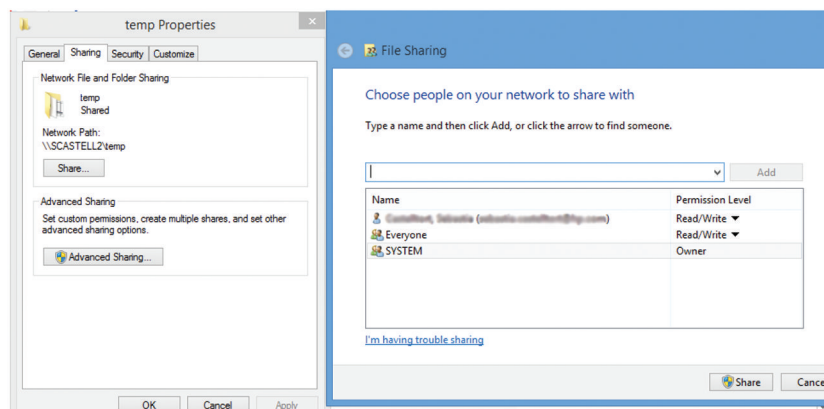 temp Properties
General Sharing Security Customize
Network File and Folder Sharing
temp
Shared
Network Path:
\\SCASTELL2\temp
Share...
Advanced Sharing
Set custom permissions, create multiple shares, and set other
advanced sharing options.
Advanced Sharing...
OK Cancel Apply
File Sharing
Choose people on your network to share with
Type a name and then click Add, or click the arrow to find someone.
Add
Name Permission Level
Read/Write
Everyone Read/Write
SYSTEM Owner
I'm having trouble sharing
Share Cance